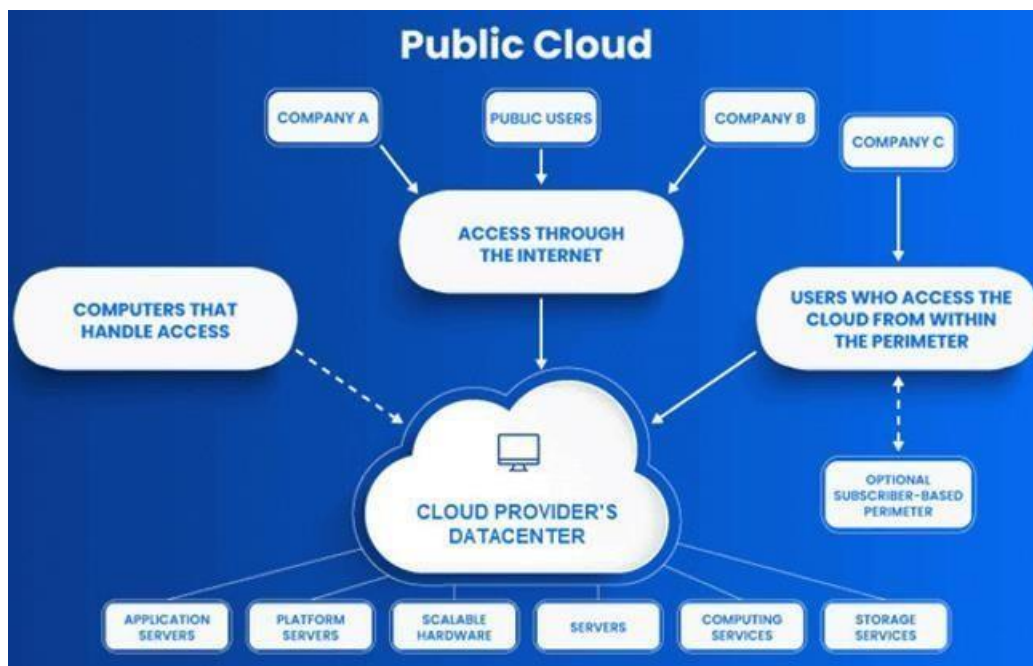 Public Cloud
COMPANY A
PUBLIC USERS
COMPANY B
COMPANY C
ACCESS THROUGH
THE INTERNET
COMPUTERS THAT
HANDLE ACCESS
USERS WHO ACCESS THE
CLOUD FROM WITHIN
THE PERIMETER
CLOUD PROVIDER'S
DATACENTER
OPTIONAL
SUBSCRIBER-BASED
PERIMETER
APPLICATION
SERVERS
PLATFORM
SERVERS
SCALABLE
HARDWARE
SERVERS
COMPUTING
SERVICES
STORAGE
SERVICES